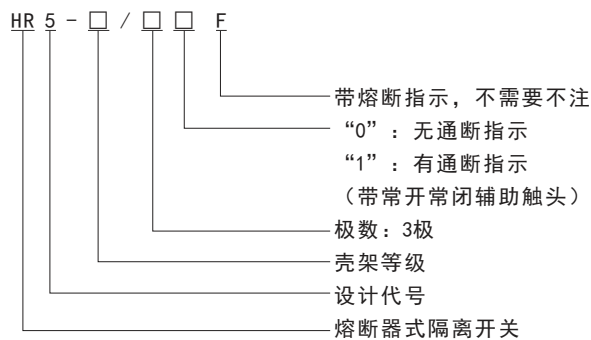 HR 5 - □ / □ □ F
带熔断指示，不需要不注
“0”：无通断指示
“1”：有通断指示
（带常开常闭辅助触头）
极数：3极
壳架等级
设计代号
熔断器式隔离开关